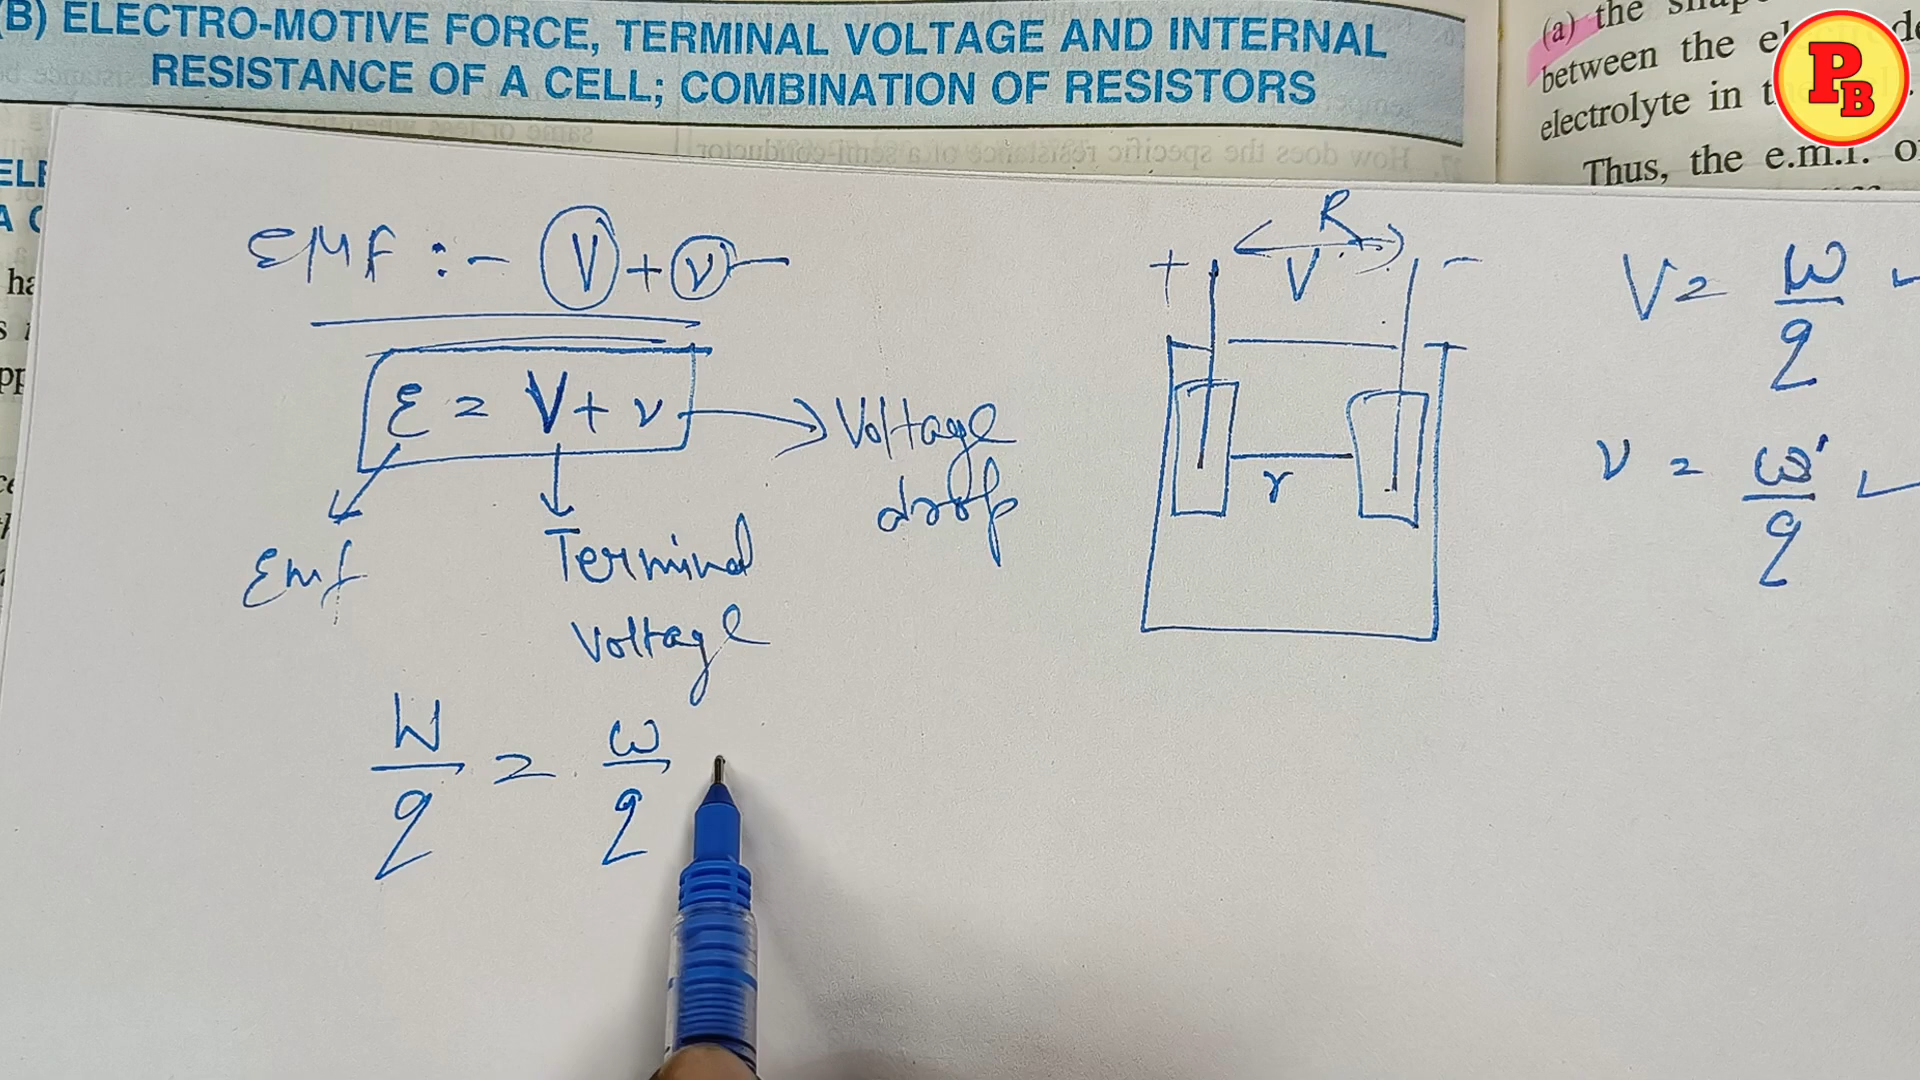 (B) ELECTRO-MOTIVE FORCE, TERMINAL VOLTAGE AND INTERNAL
RESISTANCE OF A CELL; COMBINATION OF RESISTORS
(a) the
between the
electrolyte in
Thus, the e.m.f.
PB
EMF :- V + v
ε = V + v
Voltage
drop
Emf
Terminal
Voltage
W/q = w/q
R
+ V -
r
V = w/q
v = w'/q